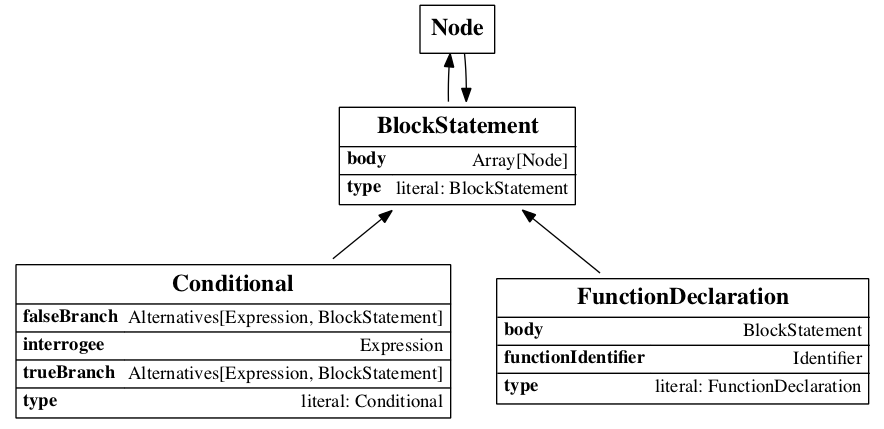 Node
BlockStatement
body Array[Node]
type literal: BlockStatement
Conditional
falseBranch Alternatives[Expression, BlockStatement]
interrogee Expression
trueBranch Alternatives[Expression, BlockStatement]
type literal: Conditional
FunctionDeclaration
body BlockStatement
functionIdentifier Identifier
type literal: FunctionDeclaration